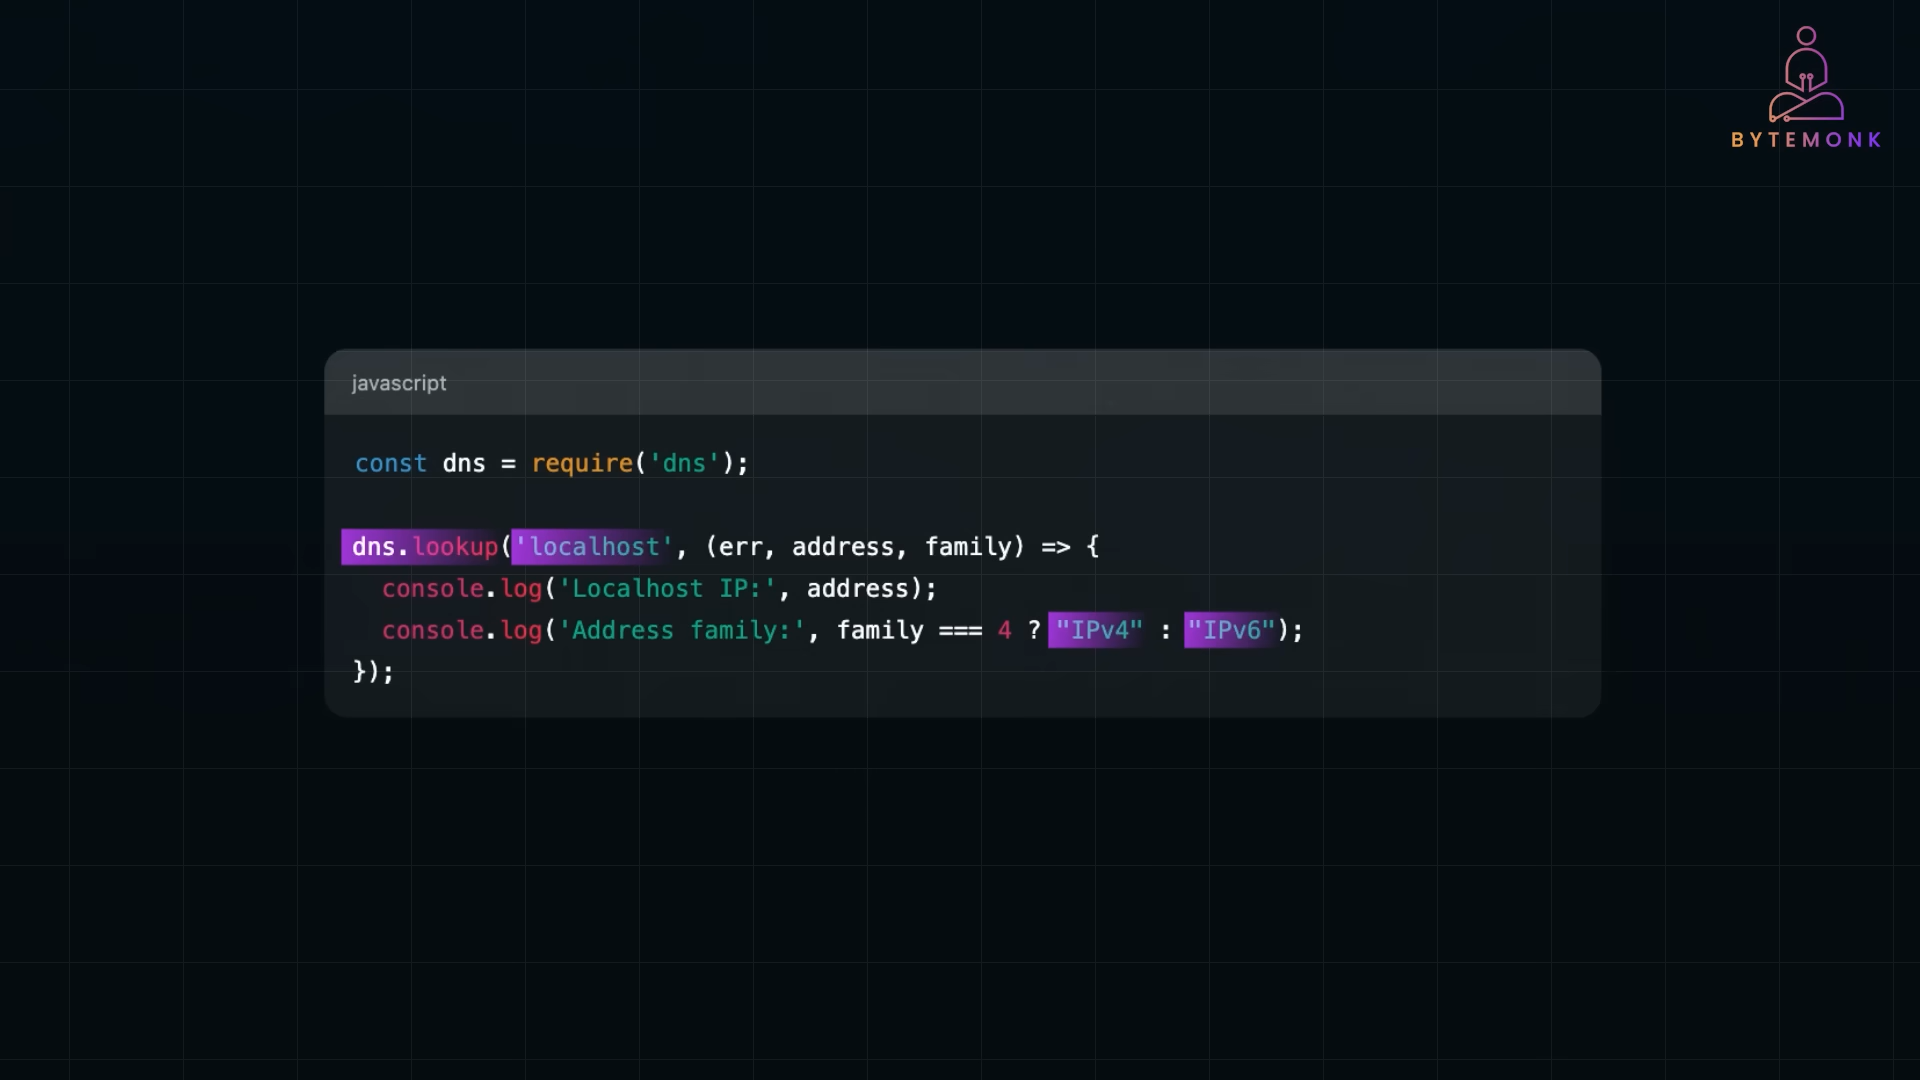 BYTEMONK
javascript
const dns = require('dns');
dns.lookup('localhost', (err, address, family) => {
  console.log('Localhost IP:', address);
  console.log('Address family:', family === 4 ? "IPv4" : "IPv6");
});